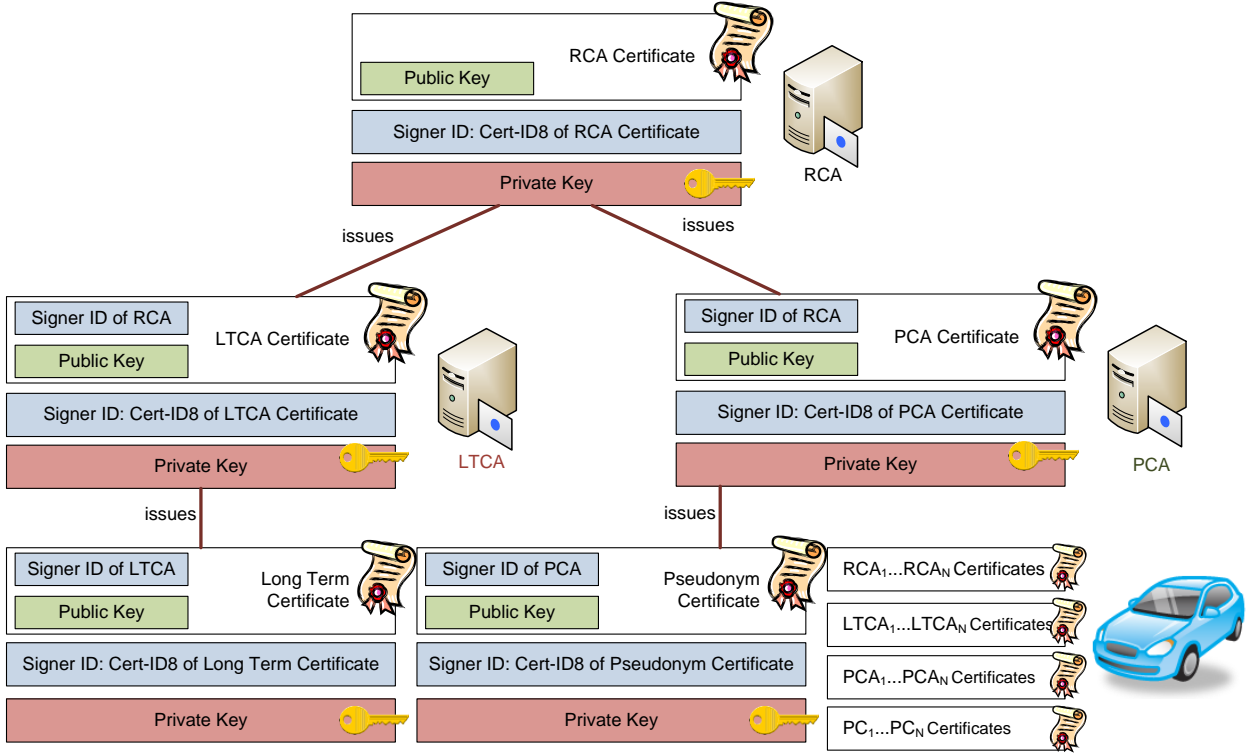 RCA Certificate
Public Key
Signer ID: Cert-ID8 of RCA Certificate
Private Key
RCA
issues
issues
Signer ID of RCA
LTCA Certificate
Public Key
Signer ID: Cert-ID8 of LTCA Certificate
Private Key
LTCA
Signer ID of RCA
PCA Certificate
Public Key
Signer ID: Cert-ID8 of PCA Certificate
Private Key
PCA
issues
issues
Signer ID of LTCA
Long Term
Certificate
Public Key
Signer ID: Cert-ID8 of Long Term Certificate
Private Key
Signer ID of PCA
Pseudonym
Certificate
Public Key
Signer ID: Cert-ID8 of Pseudonym Certificate
Private Key
RCA₁...RCA_N Certificates
LTCA₁...LTCA_N Certificates
PCA₁...PCA_N Certificates
PC₁...PC_N Certificates